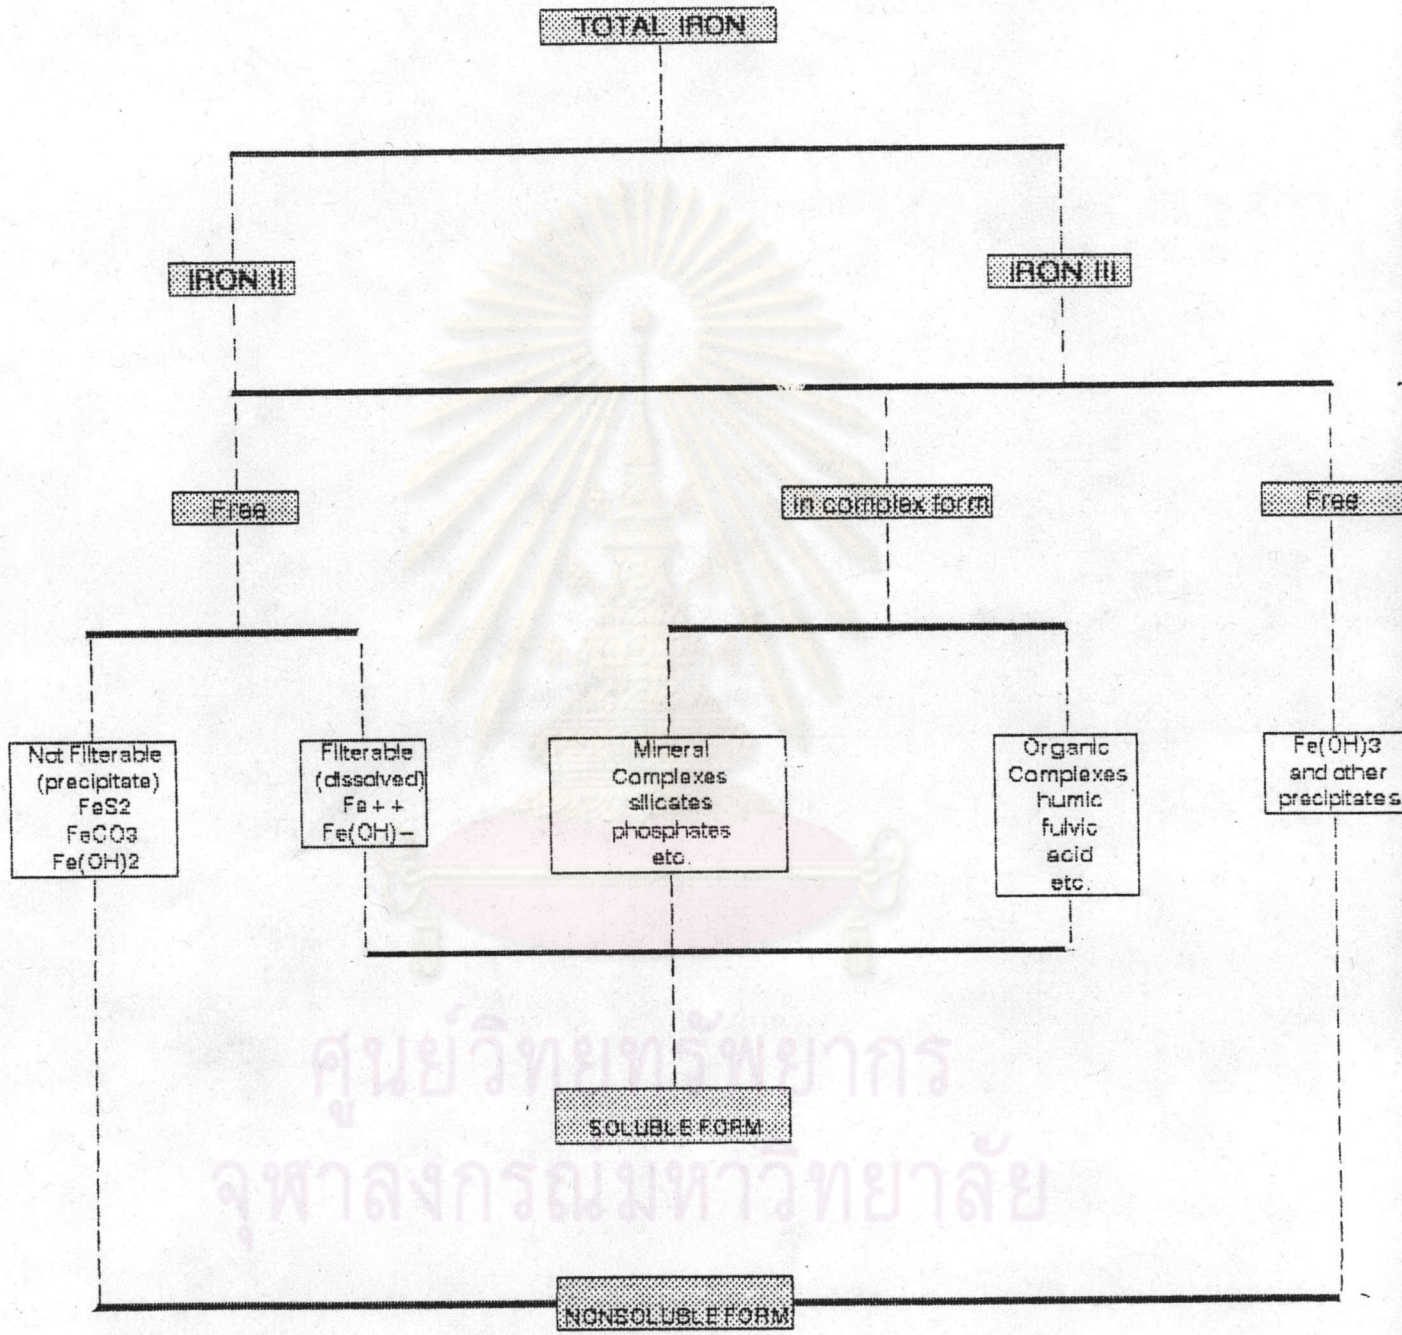 TOTAL IRON
IRON II
IRON III
Free
in complex form
Free
Not Filterable
(precipitate)
FeS2
FeCO3
Fe(OH)2
Filterable
(dissolved)
Fe++
Fe(OH)-
Mineral
Complexes
silicates
phosphates
etc.
Organic
Complexes
humic
fulvic
acid
etc.
Fe(OH)3
and other
precipitates
ศูนย์วิทยทรัพยากร
SOLUBLE FORM
จุฬาลงกรณ์มหาวิทยาลัย
NONSOLUBLE FORM